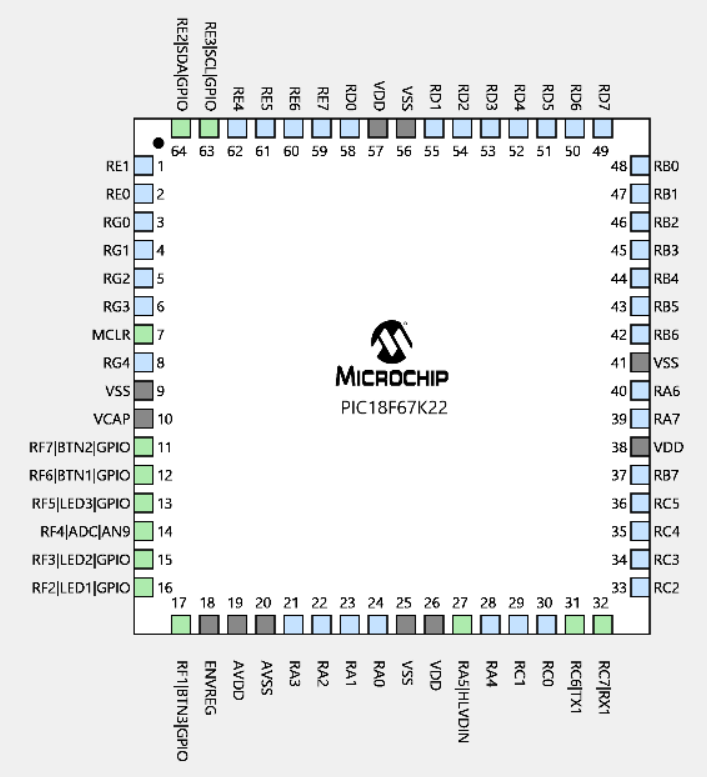 RE2|SDA|GPIO
RE3|SCL|GPIO
RE4
RE5
RE6
RE7
RD0
VDD
VSS
RD1
RD2
RD3
RD4
RD5
RD6
RD7
64 63 62 61 60 59 58 57 56 55 54 53 52 51 50 49
RE1 1 48 RB0
RE0 2 47 RB1
RG0 3 46 RB2
RG1 4 45 RB3
RG2 5 44 RB4
RG3 6 43 RB5
MCLR 7 42 RB6
RG4 8 41 VSS
VSS 9 40 RA6
VCAP 10 39 RA7
RF7|BTN2|GPIO 11 38 VDD
RF6|BTN1|GPIO 12 37 RB7
RF5|LED3|GPIO 13 36 RC5
RF4|ADC|AN9 14 35 RC4
RF3|LED2|GPIO 15 34 RC3
RF2|LED1|GPIO 16 33 RC2
MICROCHIP
PIC18F67K22
17 18 19 20 21 22 23 24 25 26 27 28 29 30 31 32
RF1|BTN3|GPIO
ENVREG
AVDD
AVSS
RA3
RA2
RA1
RA0
VSS
VDD
RA5|HLVDIN
RA4
RC1
RC0
RC6|TX1
RC7|RX1